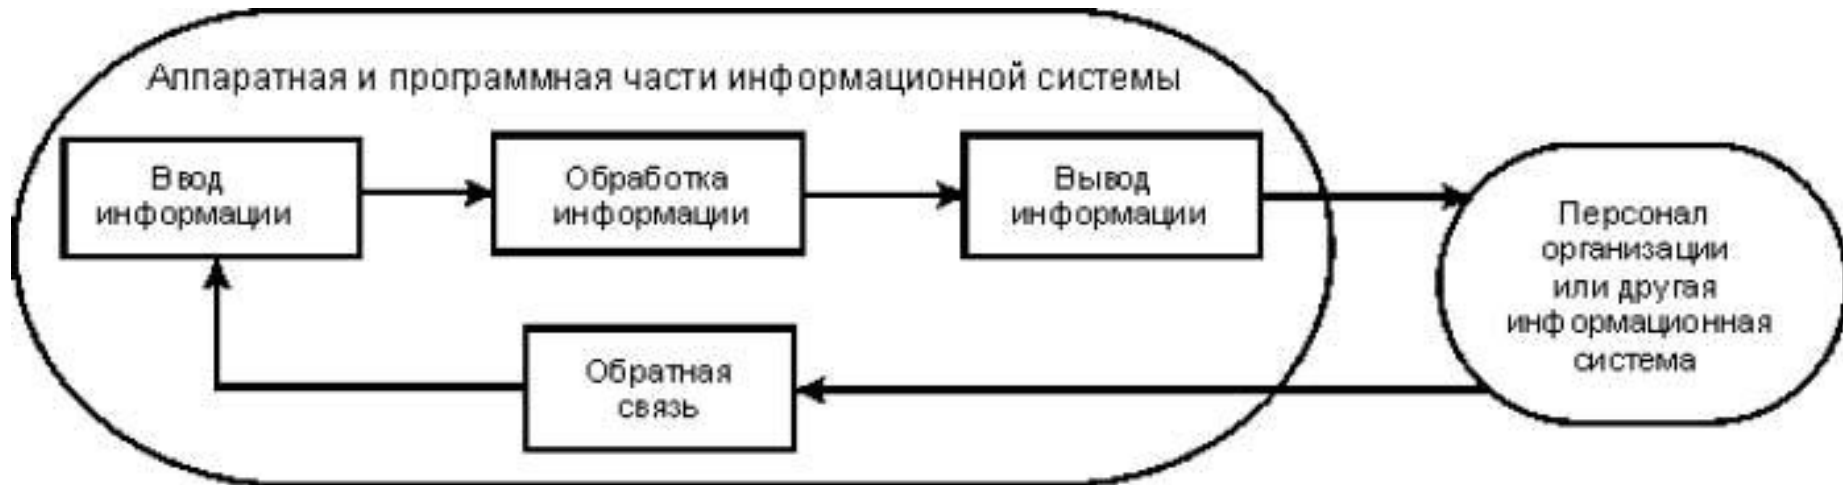 Аппаратная и программная части информационной системы
Ввод
информации
Обработка
информации
Вывод
информации
Персонал
организации
или другая
информационная
система
Обратная
связь